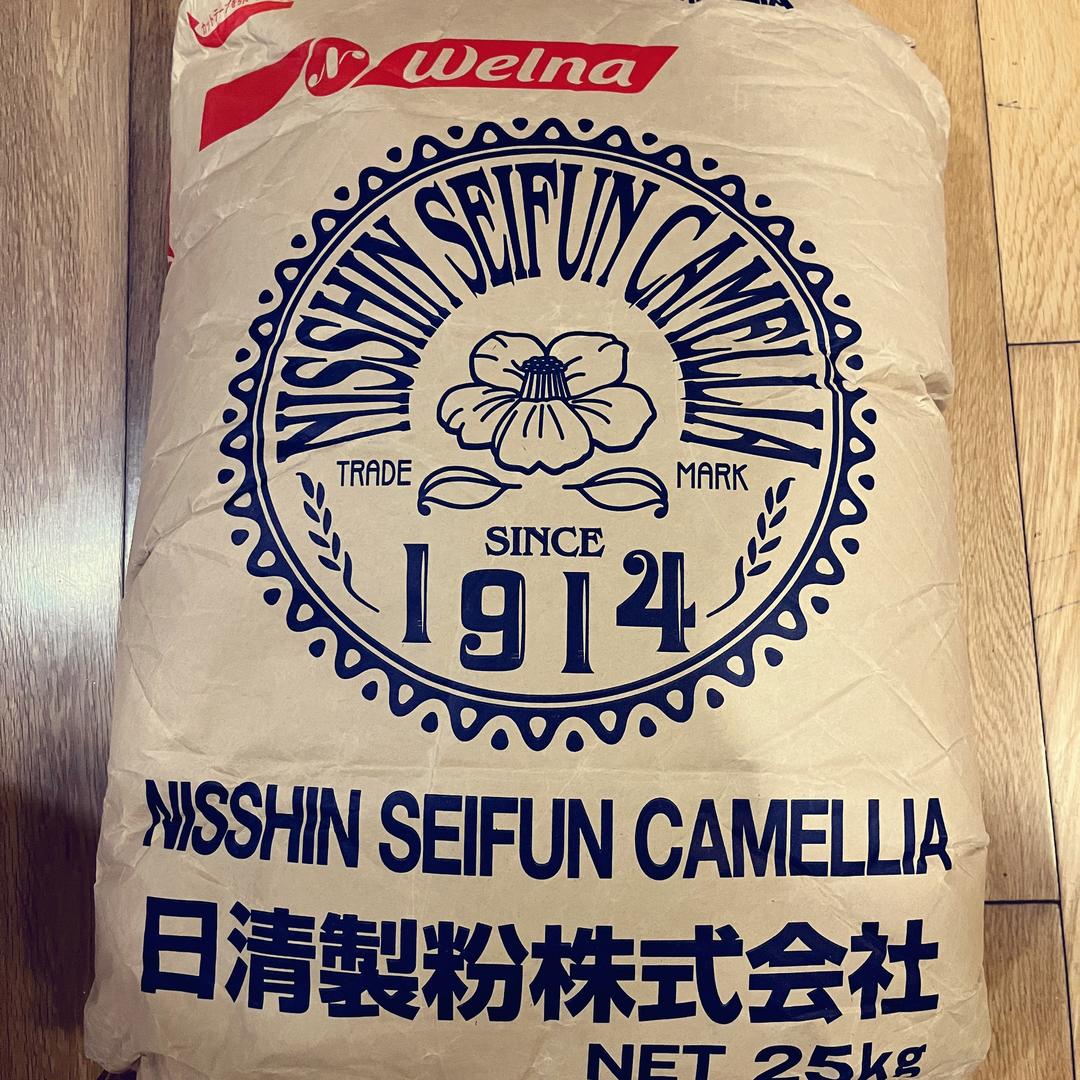 N Welna
NISSHIN SEIFUN CAMELLIA
TRADE MARK
SINCE
1914
NISSHIN SEIFUN CAMELLIA
日清製粉株式会社
NET 25kg